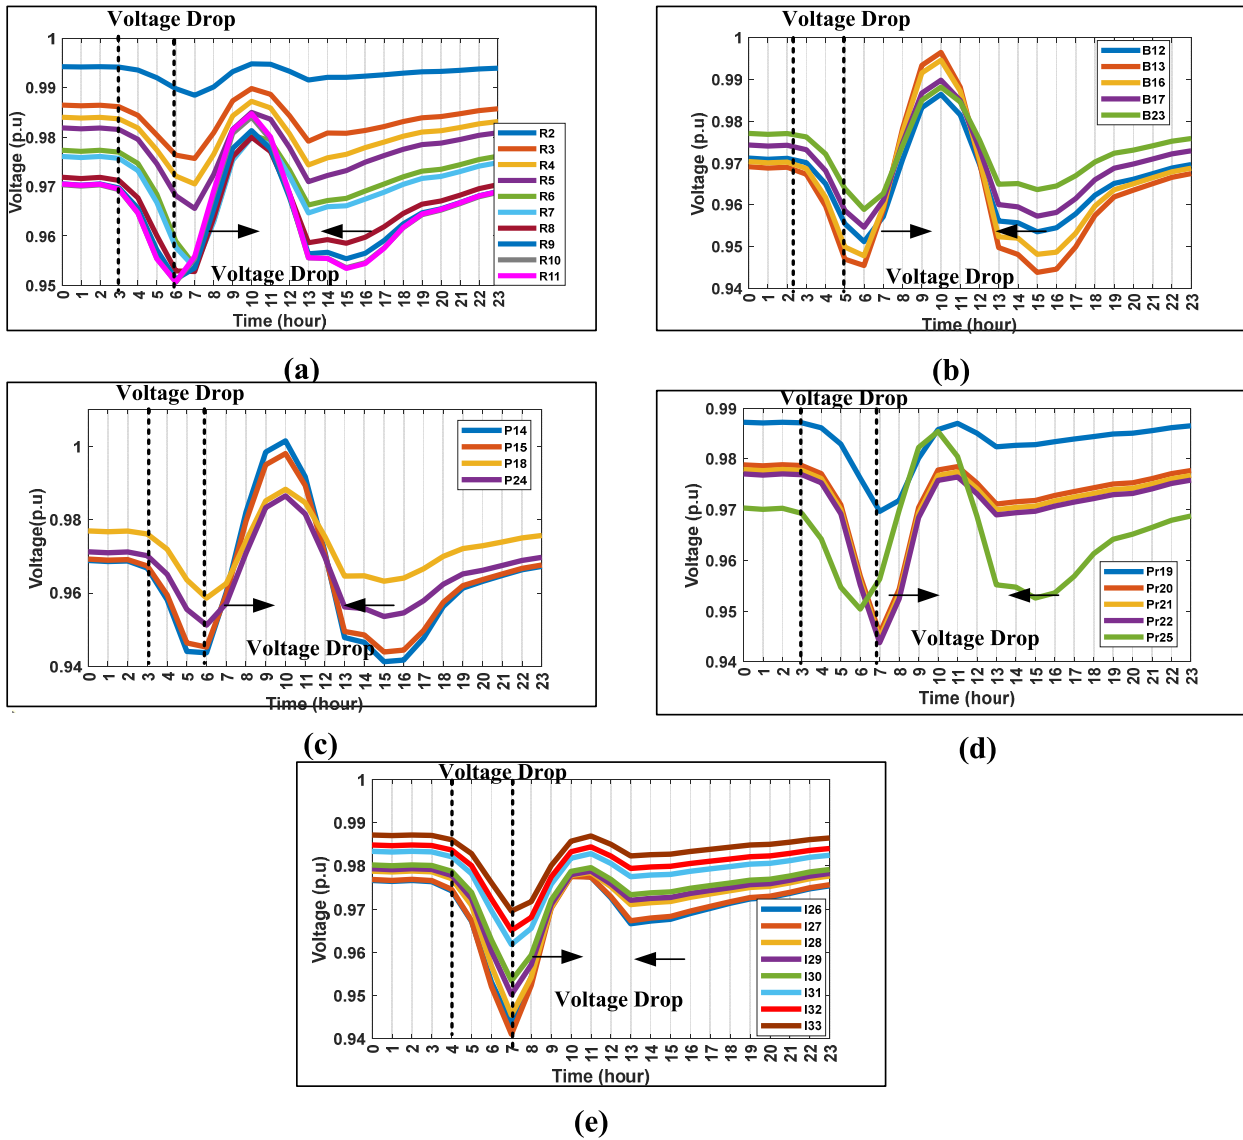 Voltage Drop
1
0.99
0.98
0.97
0.96
0.95
Voltage (p.u)
R2
R3
R4
R5
R6
R7
R8
R9
R10
R11
Voltage Drop
0 1 2 3 4 5 6 7 8 9 10 11 12 13 14 15 16 17 18 19 20 21 22 23
Time (hour)
(a)
Voltage Drop
1
0.99
0.98
0.97
0.96
0.95
0.94
Voltage (p.u)
B12
B13
B16
B17
B23
Voltage Drop
0 1 2 3 4 5 6 7 8 9 10 11 12 13 14 15 16 17 18 19 20 21 22 23
Time (hour)
(b)
Voltage Drop
1
0.98
0.96
0.94
Voltage(p.u)
P14
P15
P18
P24
Voltage Drop
0 1 2 3 4 5 6 7 8 9 10 11 12 13 14 15 16 17 18 19 20 21 22 23
Time (hour)
(c)
Voltage Drop
0.99
0.98
0.97
0.96
0.95
0.94
Voltage (p.u)
Pr19
Pr20
Pr21
Pr22
Pr25
Voltage Drop
0 1 2 3 4 5 6 7 8 9 10 11 12 13 14 15 16 17 18 19 20 21 22 23
Time (hour)
(d)
Voltage Drop
1
0.99
0.98
0.97
0.96
0.95
0.94
Voltage (p.u)
I26
I27
I28
I29
I30
I31
I32
I33
Voltage Drop
0 1 2 3 4 5 6 7 8 9 10 11 12 13 14 15 16 17 18 19 20 21 22 23
Time (hour)
(e)